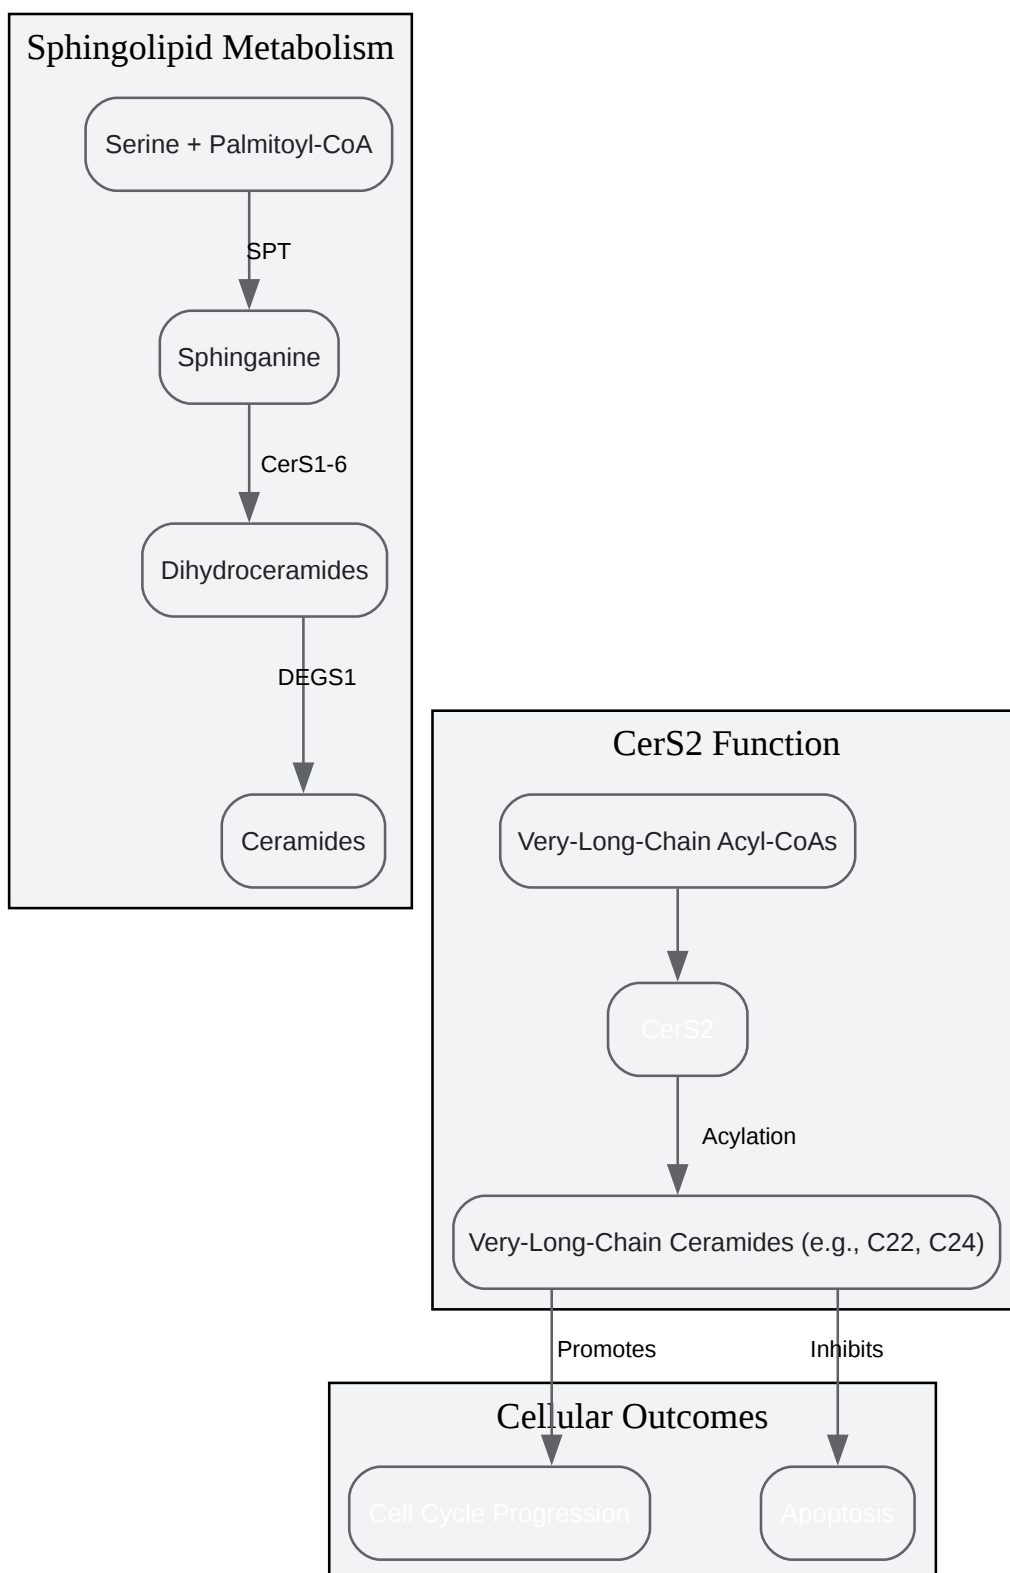 Sphingolipid Metabolism
Serine + Palmitoyl-CoA
SPT
Sphinganine
CerS1-6
Dihydroceramides
DEGS1
Ceramides
CerS2 Function
Very-Long-Chain Acyl-CoAs
CerS2
Acylation
Very-Long-Chain Ceramides (e.g., C22, C24)
Promotes
Inhibits
Cellular Outcomes
Cell Cycle Progression
Apoptosis